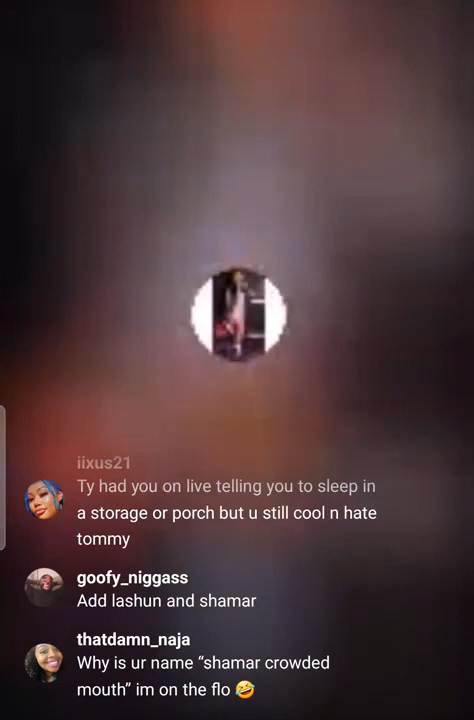 iixus21
Ty had you on live telling you to sleep in
a storage or porch but u still cool n hate
tommy
goofy_niggass
Add lashun and shamar
thatdamn_naja
Why is ur name “shamar crowded
mouth” im on the flo 🤣